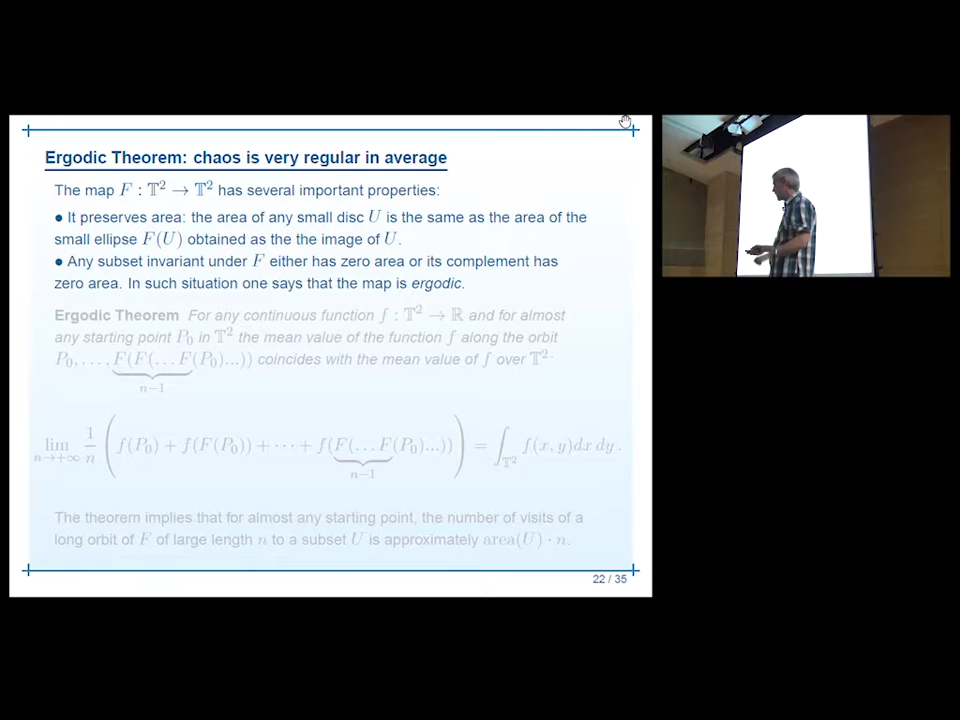 Ergodic Theorem: chaos is very regular in average
The map F : 𝕋² → 𝕋² has several important properties:
● It preserves area: the area of any small disc U is the same as the area of the
small ellipse F(U) obtained as the the image of U.
● Any subset invariant under F either has zero area or its complement has
zero area. In such situation one says that the map is ergodic.
Ergodic Theorem For any continuous function f : 𝕋² → ℝ and for almost
any starting point P₀ in 𝕋² the mean value of the function f along the orbit
P₀, . . . , F(F(. . . F(P₀)...)) coincides with the mean value of f over 𝕋².
n−1
lim n→+∞ 1/n ( f(P₀) + f(F(P₀)) + · · · + f(F(. . . F(P₀)...)) ) = ∫_𝕋² f(x, y)dx dy .
n−1
The theorem implies that for almost any starting point, the number of visits of a
long orbit of F of large length n to a subset U is approximately area(U) · n.
22 / 35